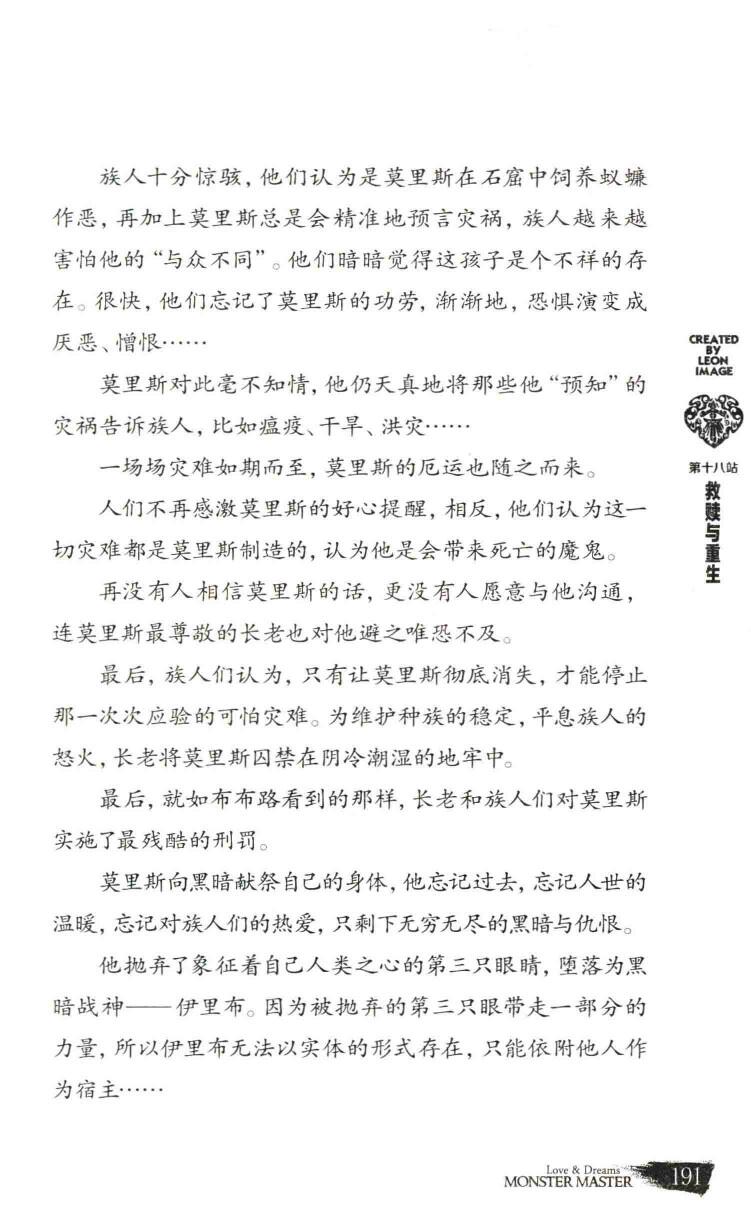 族人十分惊骇，他们认为是莫里斯在石窟中饲养蚁蠊
作恶，再加上莫里斯总是会精准地预言灾祸，族人越来越
害怕他的“与众不同”。他们暗暗觉得这孩子是个不祥的存
在。很快，他们忘记了莫里斯的功劳，渐渐地，恐惧演变成
厌恶、憎恨……
莫里斯对此毫不知情，他仍天真地将那些他“预知”的
灾祸告诉族人，比如瘟疫、干旱、洪灾……
一场场灾难如期而至，莫里斯的厄运也随之而来。
人们不再感激莫里斯的好心提醒，相反，他们认为这一
切灾难都是莫里斯制造的，认为他是会带来死亡的魔鬼。
再没有人相信莫里斯的话，更没有人愿意与他沟通，
连莫里斯最尊敬的长老也对他避之唯恐不及。
最后，族人们认为，只有让莫里斯彻底消失，才能停止
那一次次应验的可怕灾难。为维护种族的稳定，平息族人的
怒火，长老将莫里斯囚禁在阴冷潮湿的地牢中。
最后，就如布布路看到的那样，长老和族人们对莫里斯
实施了最残酷的刑罚。
莫里斯向黑暗献祭自己的身体，他忘记过去，忘记人世的
温暖，忘记对族人们的热爱，只剩下无穷无尽的黑暗与仇恨。
他抛弃了象征着自己人类之心的第三只眼睛，堕落为黑
暗战神——伊里布。因为被抛弃的第三只眼带走一部分的
力量，所以伊里布无法以实体的形式存在，只能依附他人作
为宿主……
CREATED
BY
LEON
IMAGE
第十八站
救赎与重生
Love & Dreams
MONSTER MASTER
191